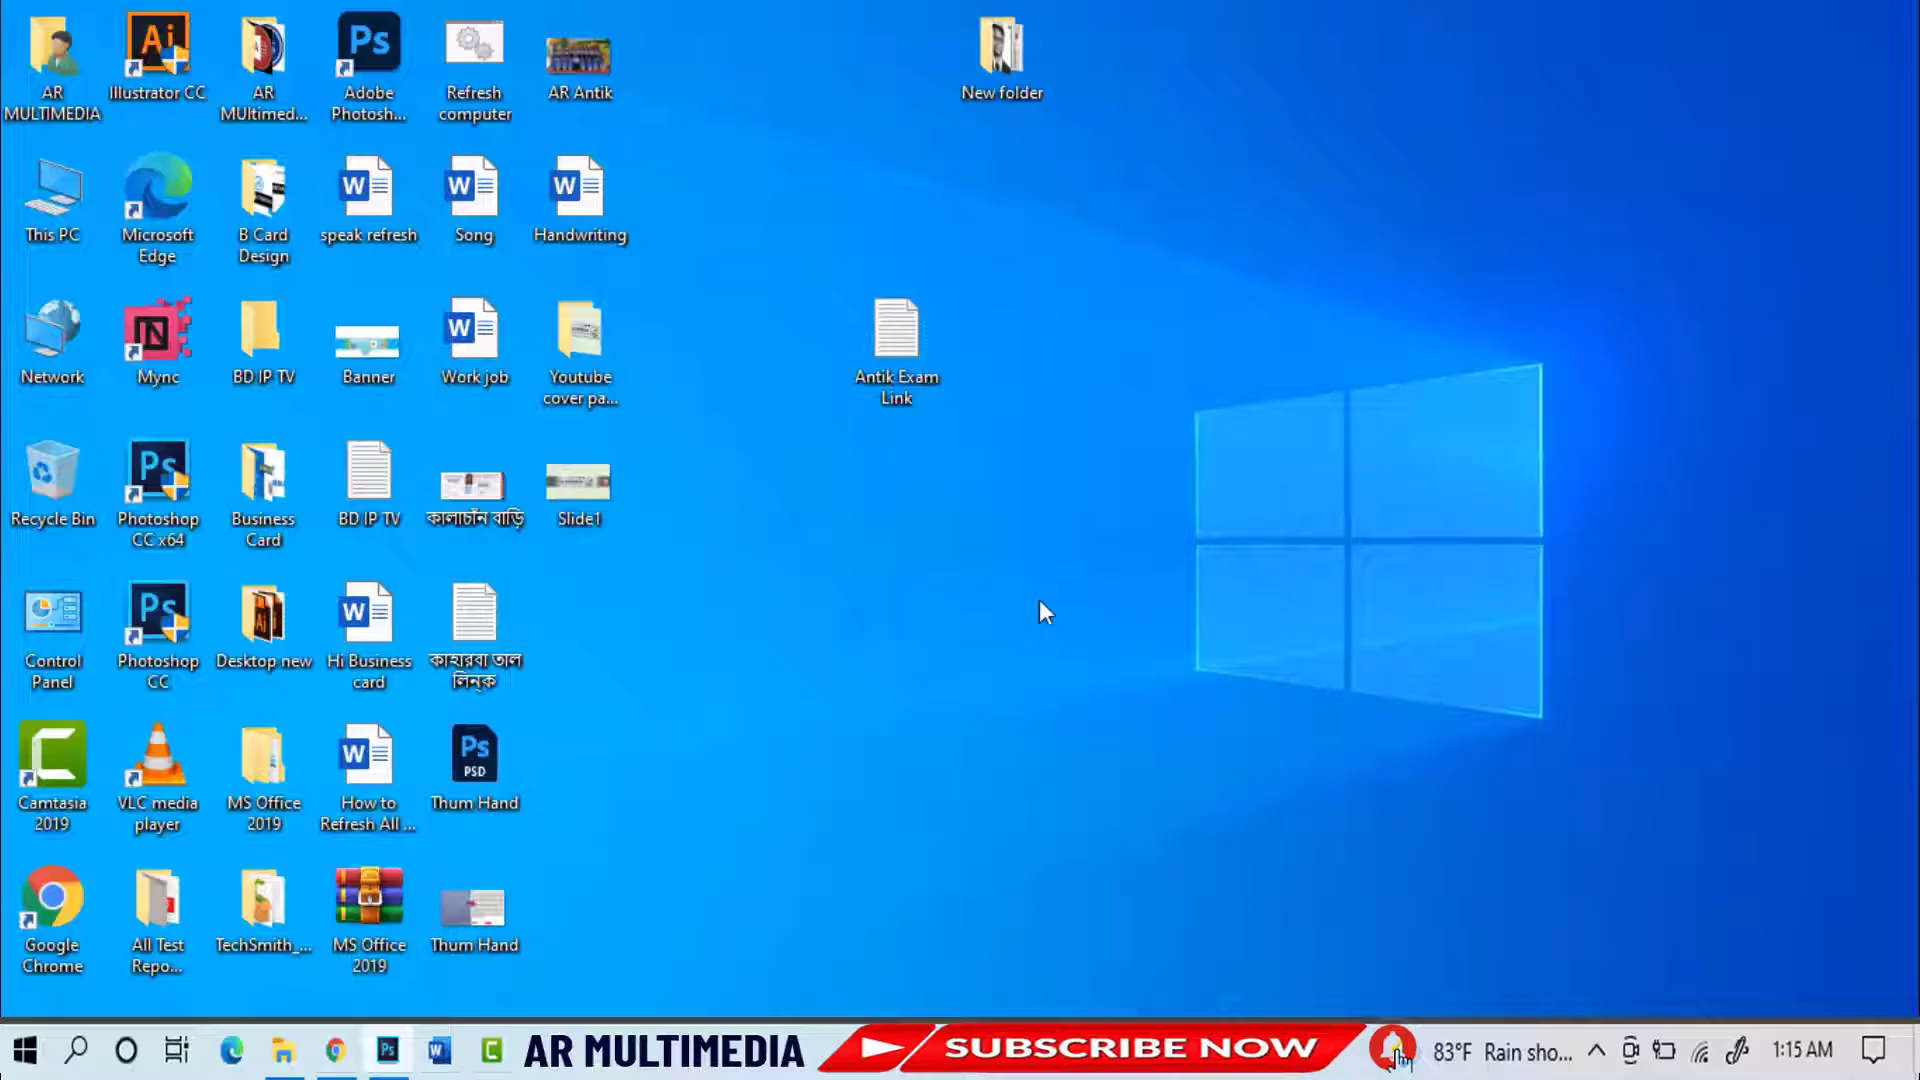 AR
MULTIMEDIA
Illustrator CC
AR
MUltimed...
Adobe
Photosh...
Refresh
computer
AR Antik
New folder
This PC
Microsoft
Edge
B Card
Design
speak refresh
Song
Handwriting
Network
Mync
BD IP TV
Banner
Work job
Youtube
cover pa...
Antik Exam
Link
Recycle Bin
Photoshop
CC x64
Business
Card
BD IP TV
কালাচাঁন বাড়ি
Slide1
Control
Panel
Photoshop
CC
Desktop new
Hi Business
card
কাহারবা তাল
লিন্ক
Camtasia
2019
VLC media
player
MS Office
2019
How to
Refresh All ...
Ps
PSD
Thum Hand
Google
Chrome
All Test
Repo...
TechSmith_...
MS Office
2019
Thum Hand
AR MULTIMEDIA
SUBSCRIBE NOW
83°F Rain sho...
1:15 AM